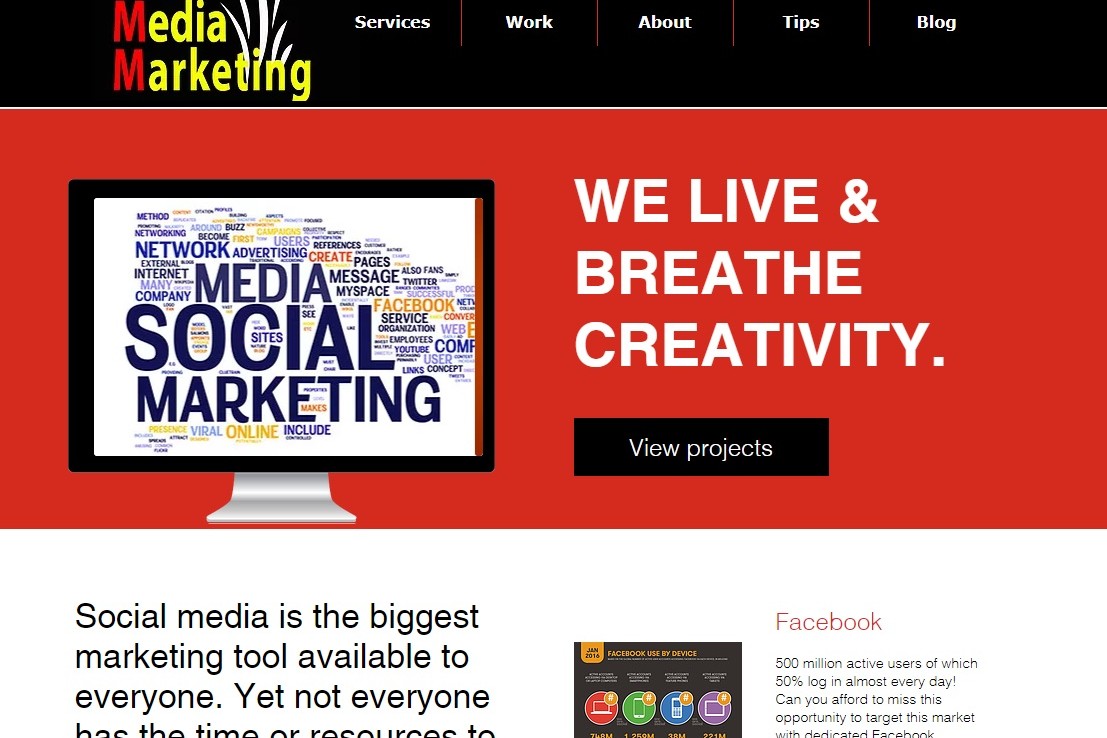 Media
Marketing
Services
Work
About
Tips
Blog
WE LIVE &
BREATHE
CREATIVITY.
View projects
METHOD
NETWORKING
AROUND
BUZZ
BECOME
FIRST
CAMPAIGNS
USERS
REFERENCES
NETWORK
ADVERTISING
CREATE
PAGES
EXTERNAL
INTERNET
MANY
COMPANY
MEDIA
MESSAGE
ALSO FANS
TWITTER
MYSPACE
SUCCESSFUL
FACEBOOK
SEE
SERVICE
ORGANIZATION
WEB
SOCIAL
SITES
EMPLOYEES
YOUTUBE
USER
LINKS
CONCEPT
MARKETING
MAKES
PRESENCE
VIRAL
ONLINE
INCLUDE
Social media is the biggest
marketing tool available to
everyone. Yet not everyone
has the time or resources to
JAN
2016
FACEBOOK USE BY DEVICE
748M
1,259M
38M
221M
Facebook
500 million active users of which
50% log in almost every day!
Can you afford to miss this
opportunity to target this market
with dedicated Facebook